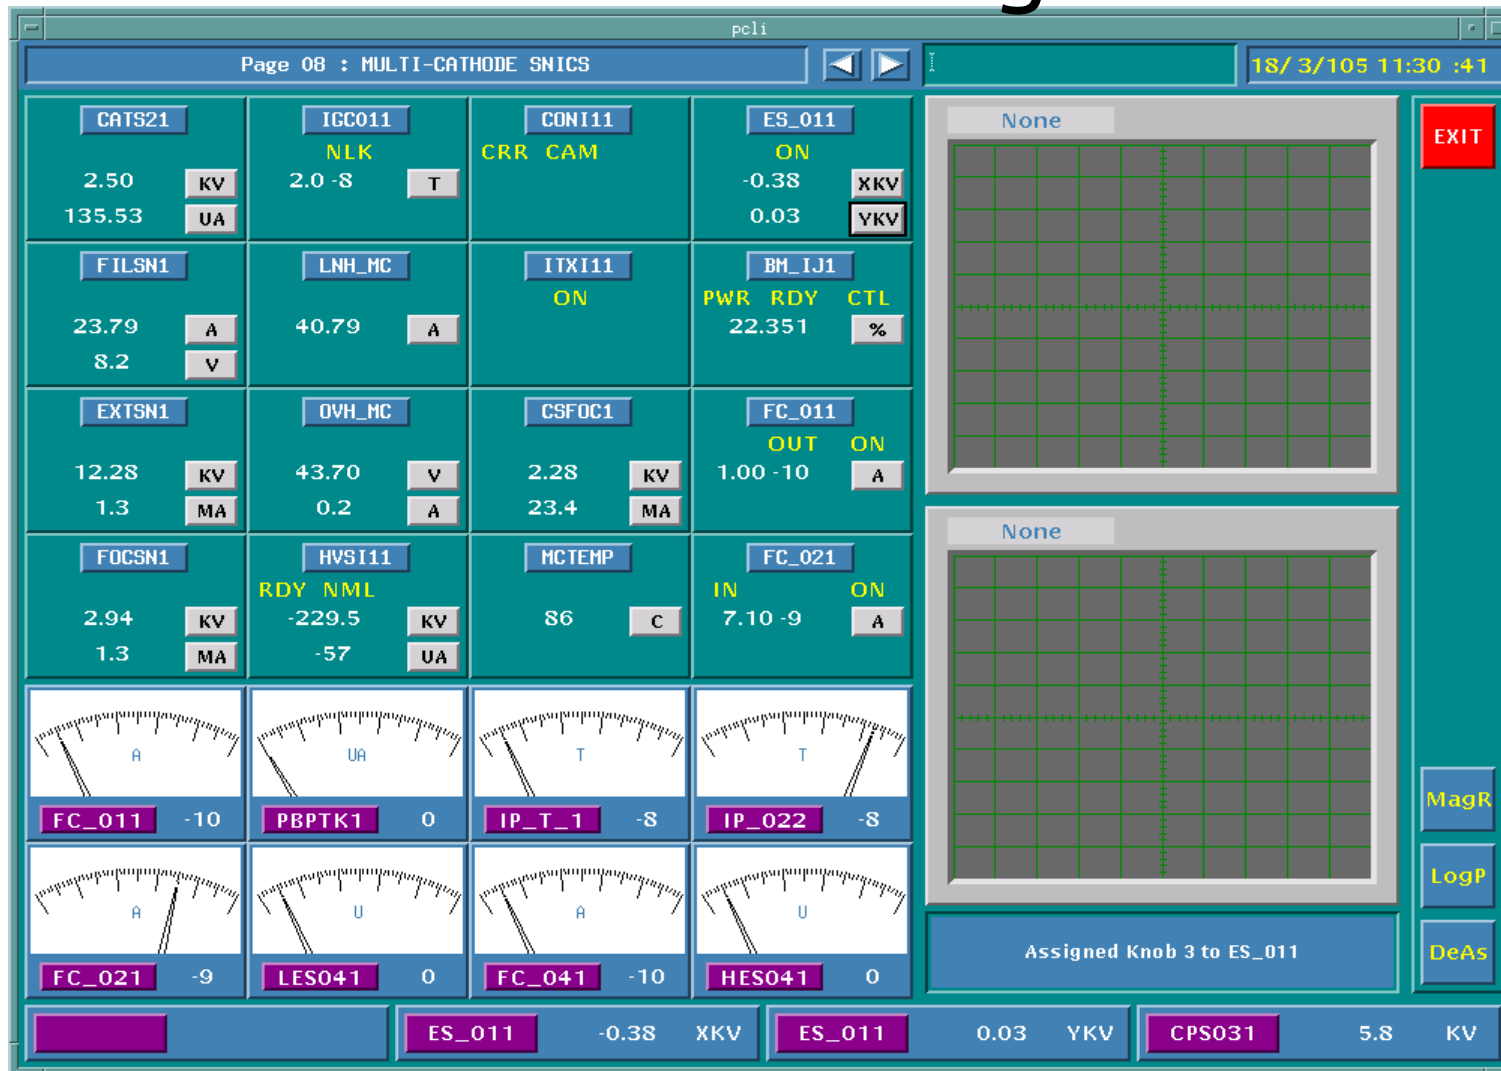 pcli
Page 08 : MULTI-CATHODE SNICS
18/ 3/105 11:30 :41
CATS21
2.50 KV
135.53 UA
IGC011
NLK
2.0 -8 T
CONI11
CRR CAM
ES_011
ON
-0.38 XKV
0.03 YKV
FILSN1
23.79 A
8.2 V
LNH_MC
40.79 A
ITXI11
ON
BM_IJ1
PWR RDY CTL
22.351 %
EXTSN1
12.28 KV
1.3 MA
OVH_MC
43.70 V
0.2 A
CSFOC1
2.28 KV
23.4 MA
FC_011
OUT ON
1.00 -10 A
FOCSN1
2.94 KV
1.3 MA
HVSI11
RDY NML
-229.5 KV
-57 UA
MCTEMP
86 C
FC_021
IN ON
7.10 -9 A
A
FC_011 -10
UA
PBPTK1 0
T
IP_T_1 -8
T
IP_022 -8
A
FC_021 -9
U
LES041 0
A
FC_041 -10
U
HES041 0
None
None
Assigned Knob 3 to ES_011
EXIT
MagR
LogP
DeAs
ES_011 -0.38 XKV
ES_011 0.03 YKV
CPS031 5.8 KV